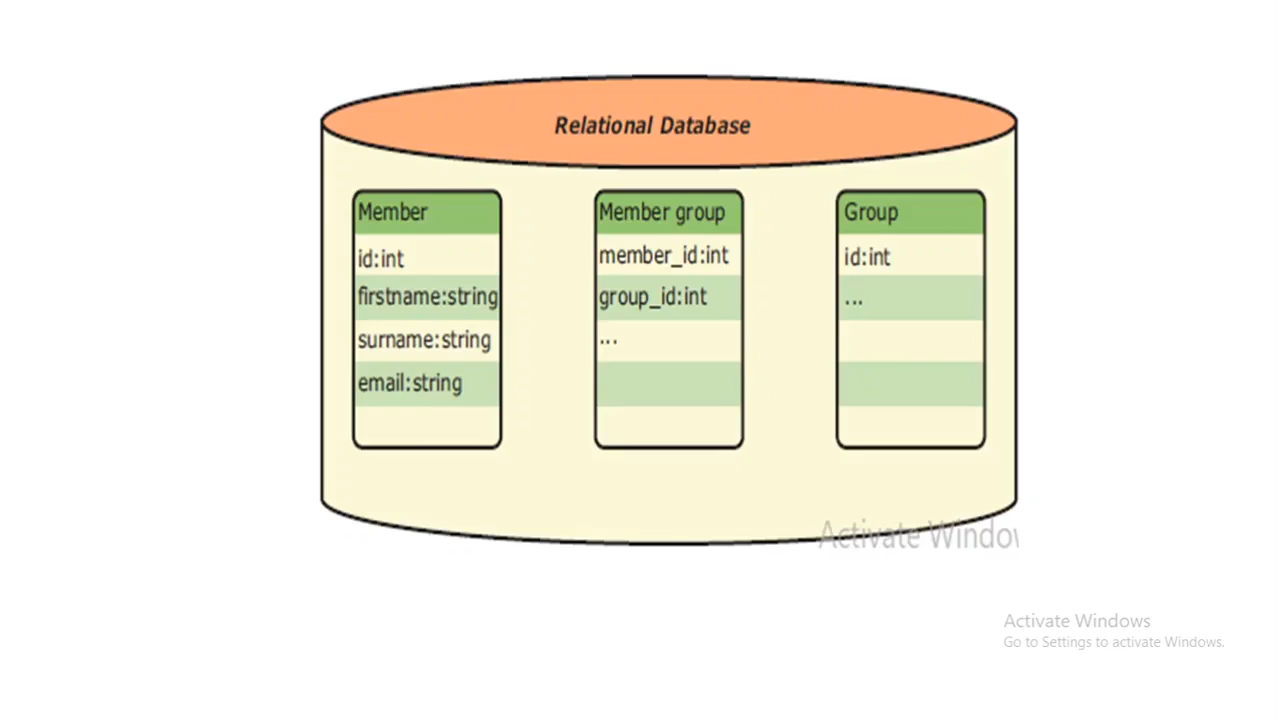 Relational Database
Member
id:int
firstname:string
surname:string
email:string
Member group
member_id:int
group_id:int
...
Group
id:int
...
Activate Window
Activate Windows
Go to Settings to activate Windows.